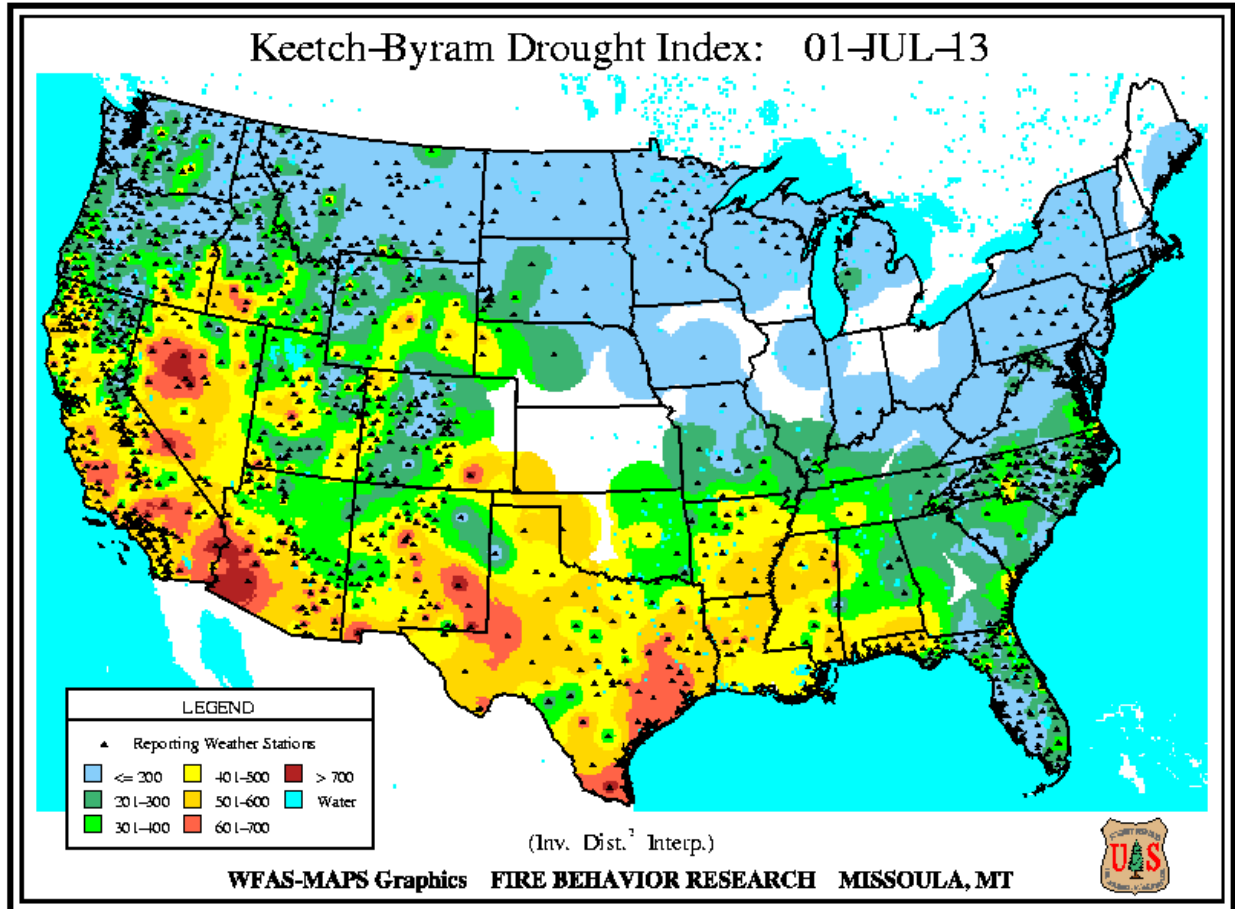 Keetch-Byram Drought Index: 01-JUL-13
LEGEND
Reporting Weather Stations
<= 200
201-300
301-400
401-500
501-600
601-700
> 700
Water
(Inv. Dist.² Interp.)
WFAS-MAPS Graphics FIRE BEHAVIOR RESEARCH MISSOULA, MT
U S